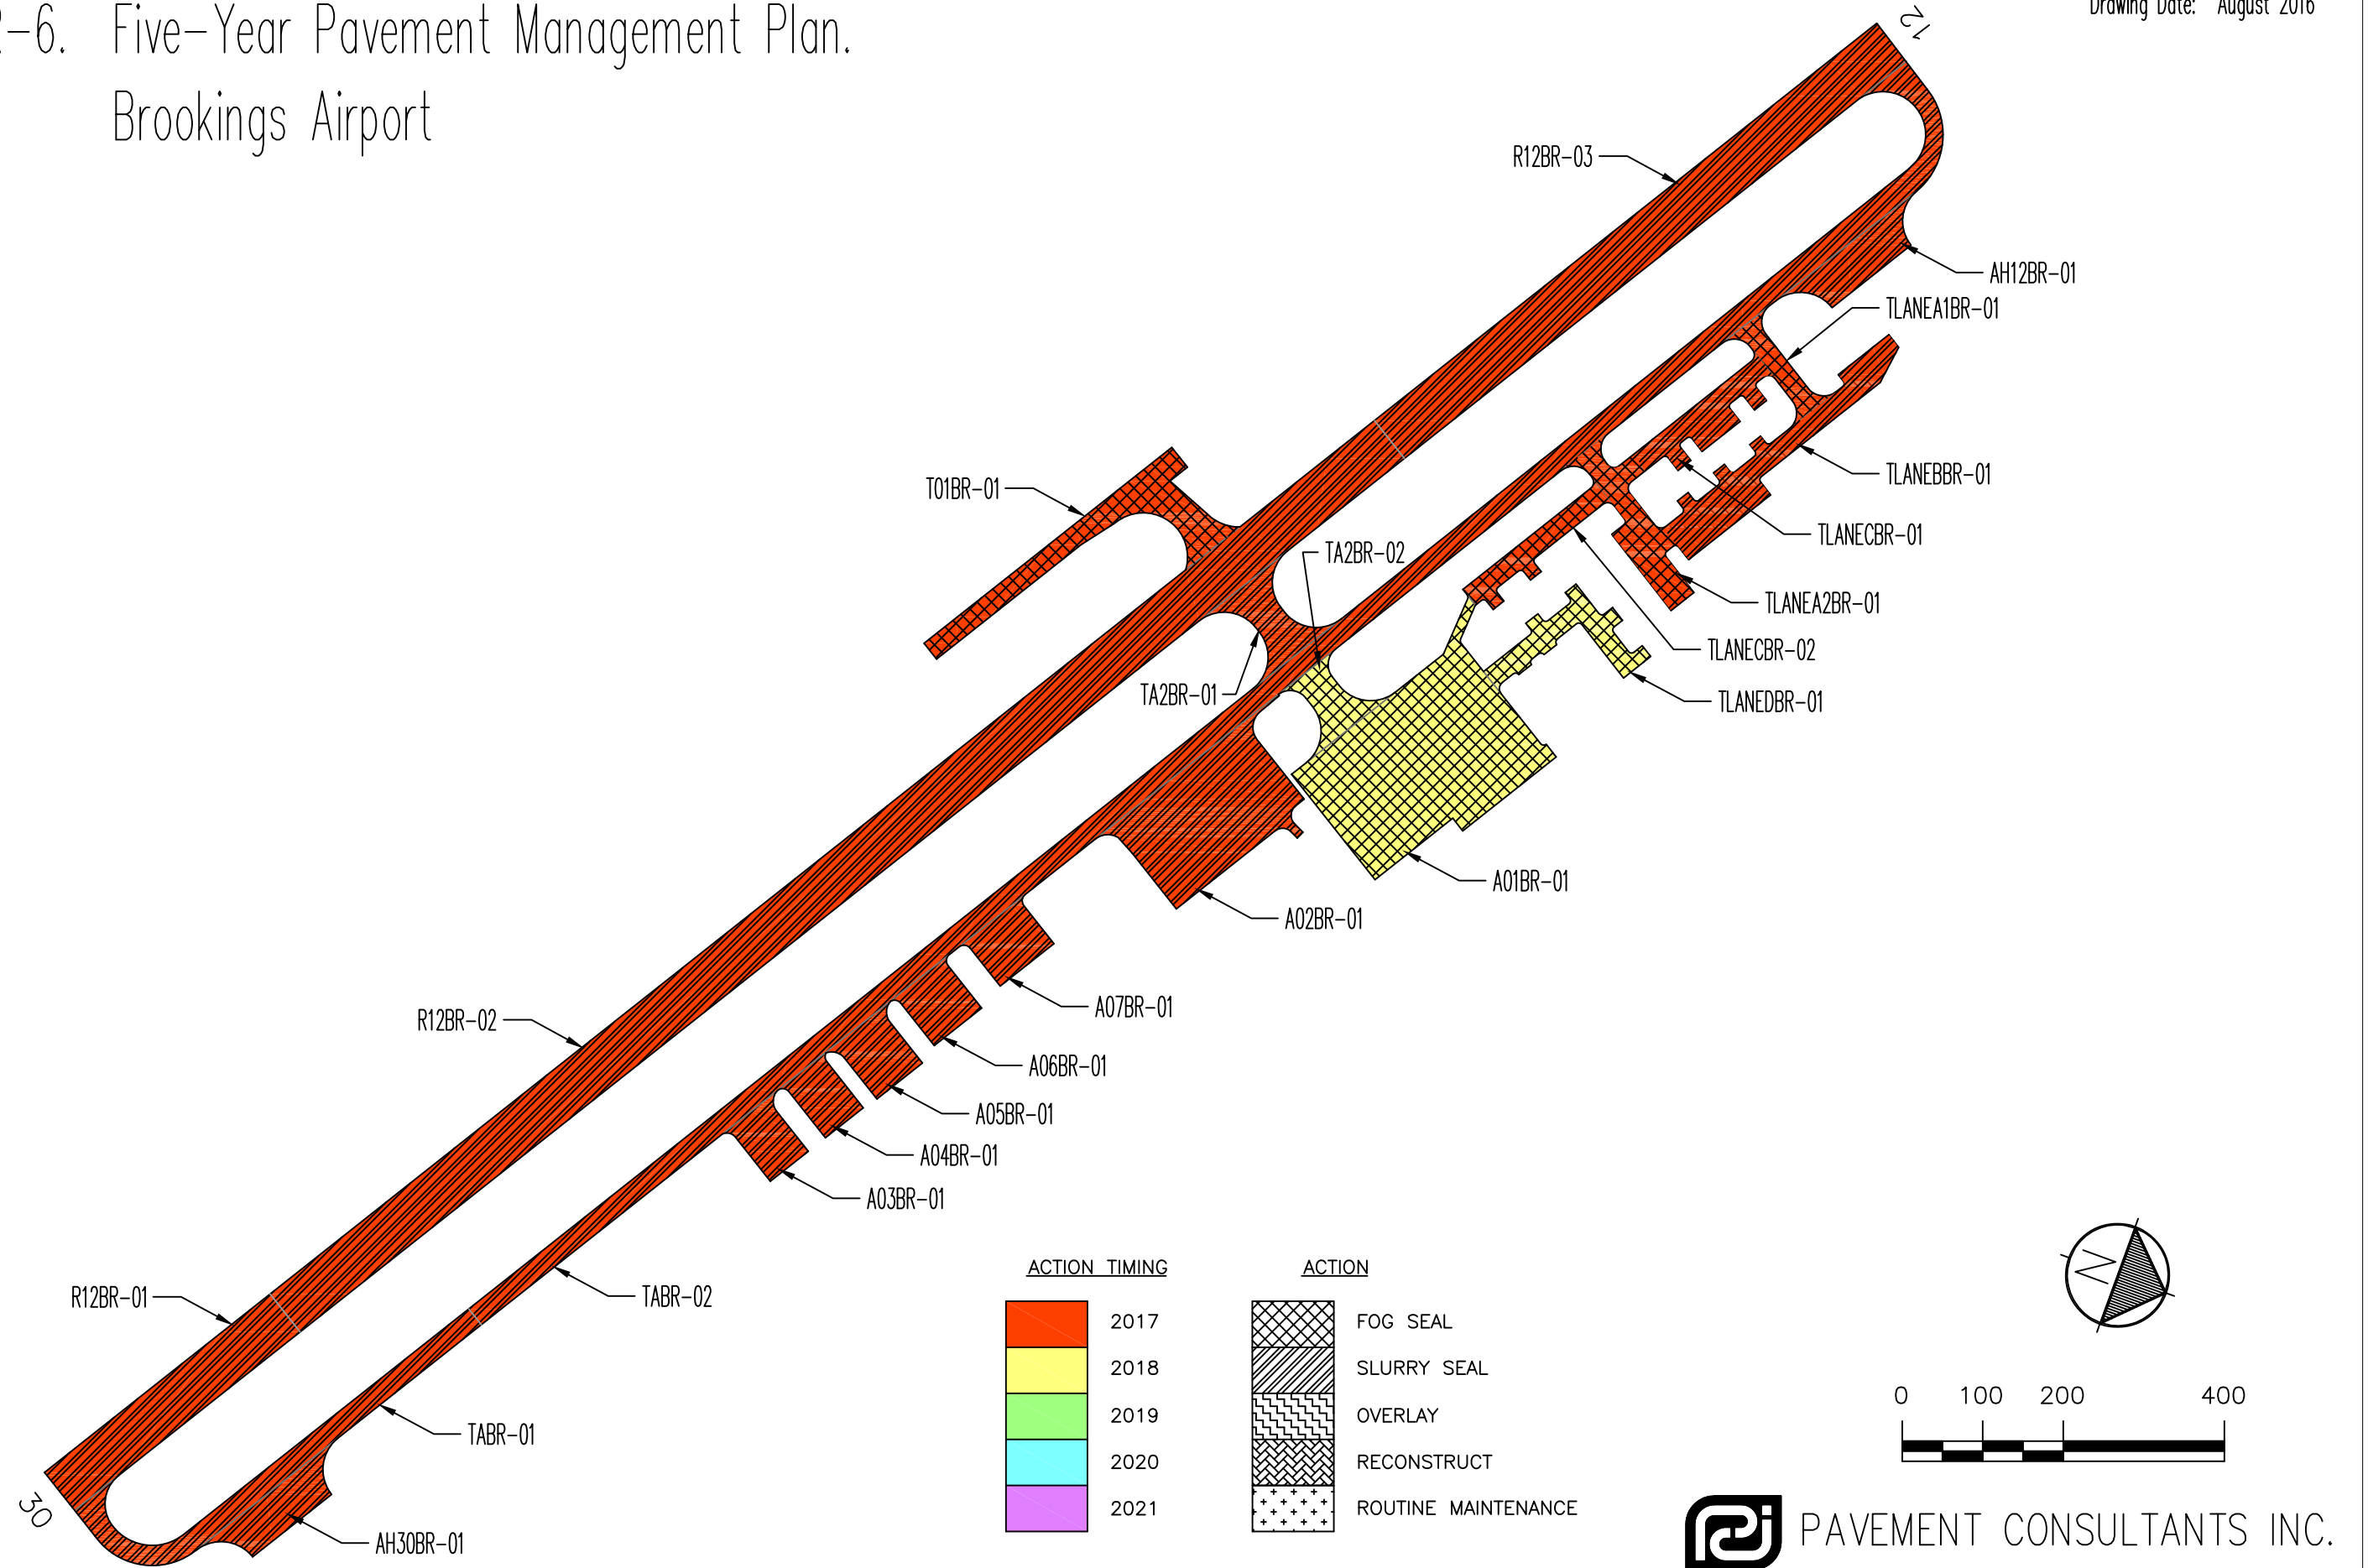 -6. Five-Year Pavement Management Plan.
Brookings Airport
Drawing Date: August 2016
12
R12BR-03
AH12BR-01
TLANEA1BR-01
T01BR-01
TLANEBBR-01
TLANECBR-01
TA2BR-02
TLANEA2BR-01
TLANECBR-02
TA2BR-01
TLANEDBR-01
A01BR-01
A02BR-01
A07BR-01
R12BR-02
A06BR-01
A05BR-01
A04BR-01
A03BR-01
R12BR-01
TABR-02
TABR-01
AH30BR-01
30
ACTION TIMING
2017
2018
2019
2020
2021
ACTION
FOG SEAL
SLURRY SEAL
OVERLAY
RECONSTRUCT
ROUTINE MAINTENANCE
N
0 100 200 400
PAVEMENT CONSULTANTS INC.